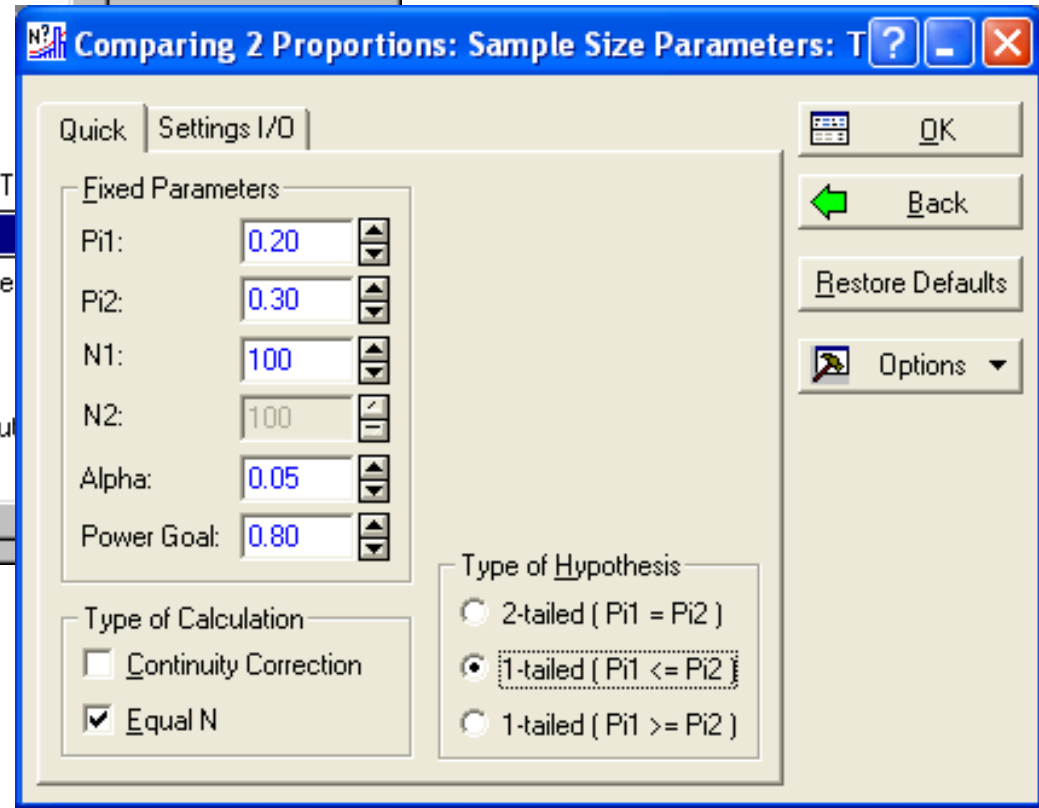 N?
Comparing 2 Proportions: Sample Size Parameters: T
?
Quick
Settings I/O
OK
Fixed Parameters
Pi1: 0.20
Back
Pi2: 0.30
Restore Defaults
N1: 100
Options
N2: 100
Alpha: 0.05
Power Goal: 0.80
Type of Hypothesis
2-tailed ( Pi1 = Pi2 )
1-tailed ( Pi1 <= Pi2 )
1-tailed ( Pi1 >= Pi2 )
Type of Calculation
Continuity Correction
Equal N